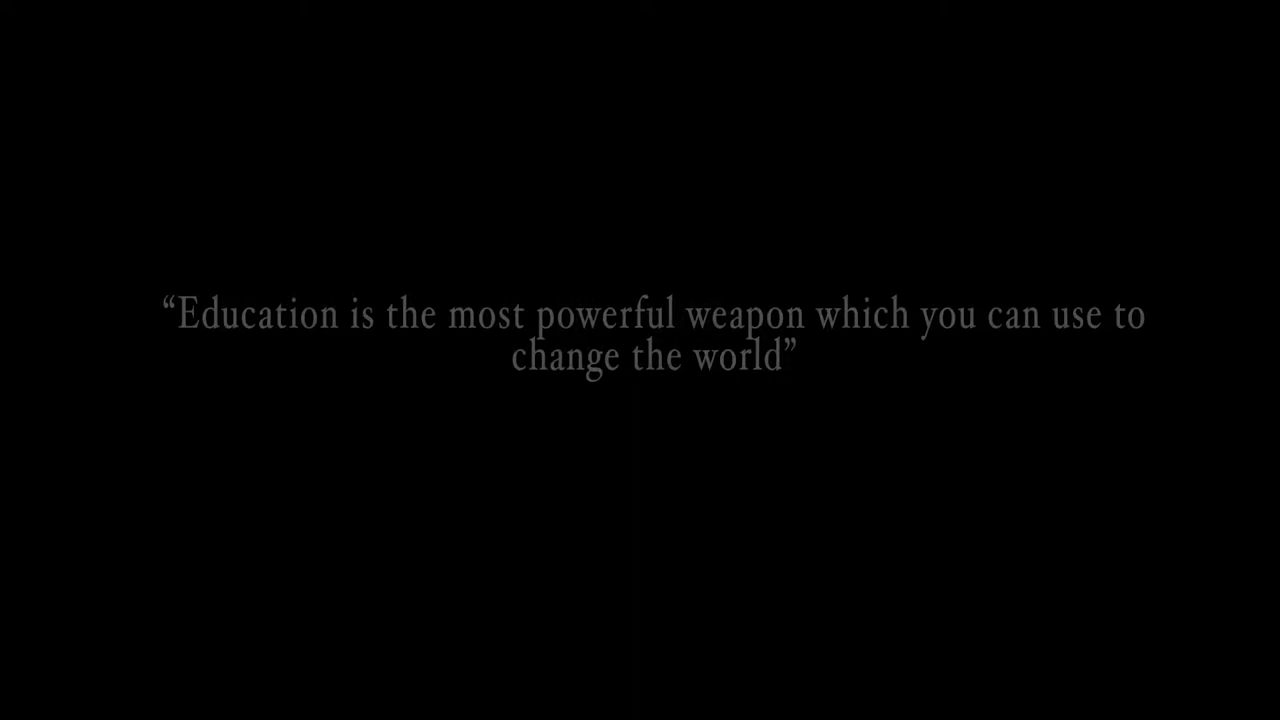 “Education is the most powerful weapon which you can use to
change the world”